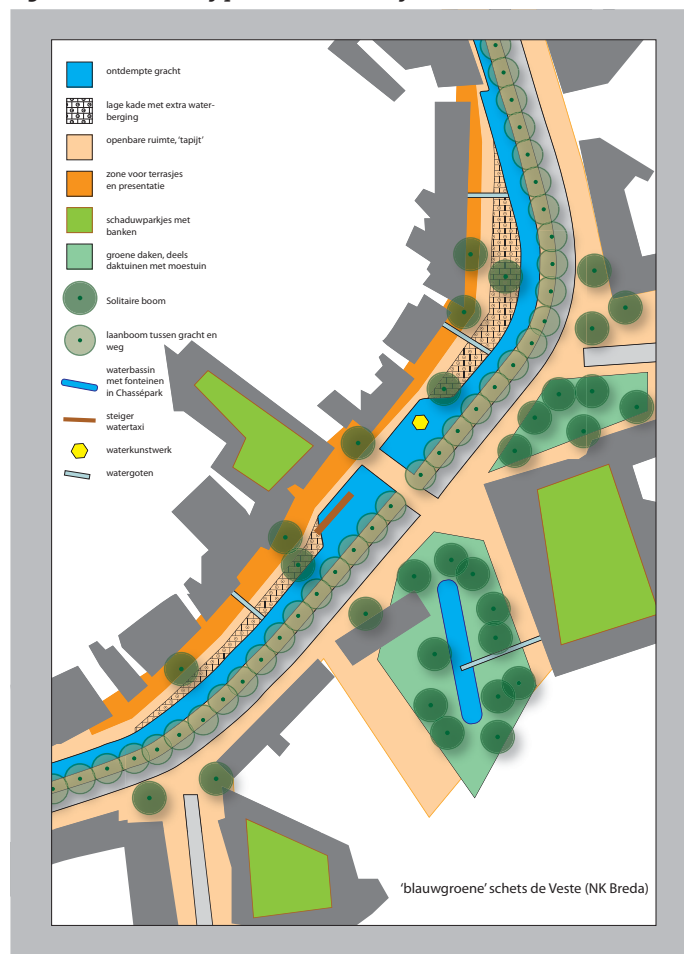 ontdempte gracht
lage kade met extra water-
berging
openbare ruimte, 'tapijt'
zone voor terrasjes
en presentatie
schaduwparkjes met
banken
groene daken, deels
daktuinen met moestuin
Solitaire boom
laanboom tussen gracht en
weg
waterbassin
met fonteinen
in Chassépark
steiger
watertaxi
waterkunstwerk
watergoten
‘blauwgroene’ schets de Veste (NK Breda)